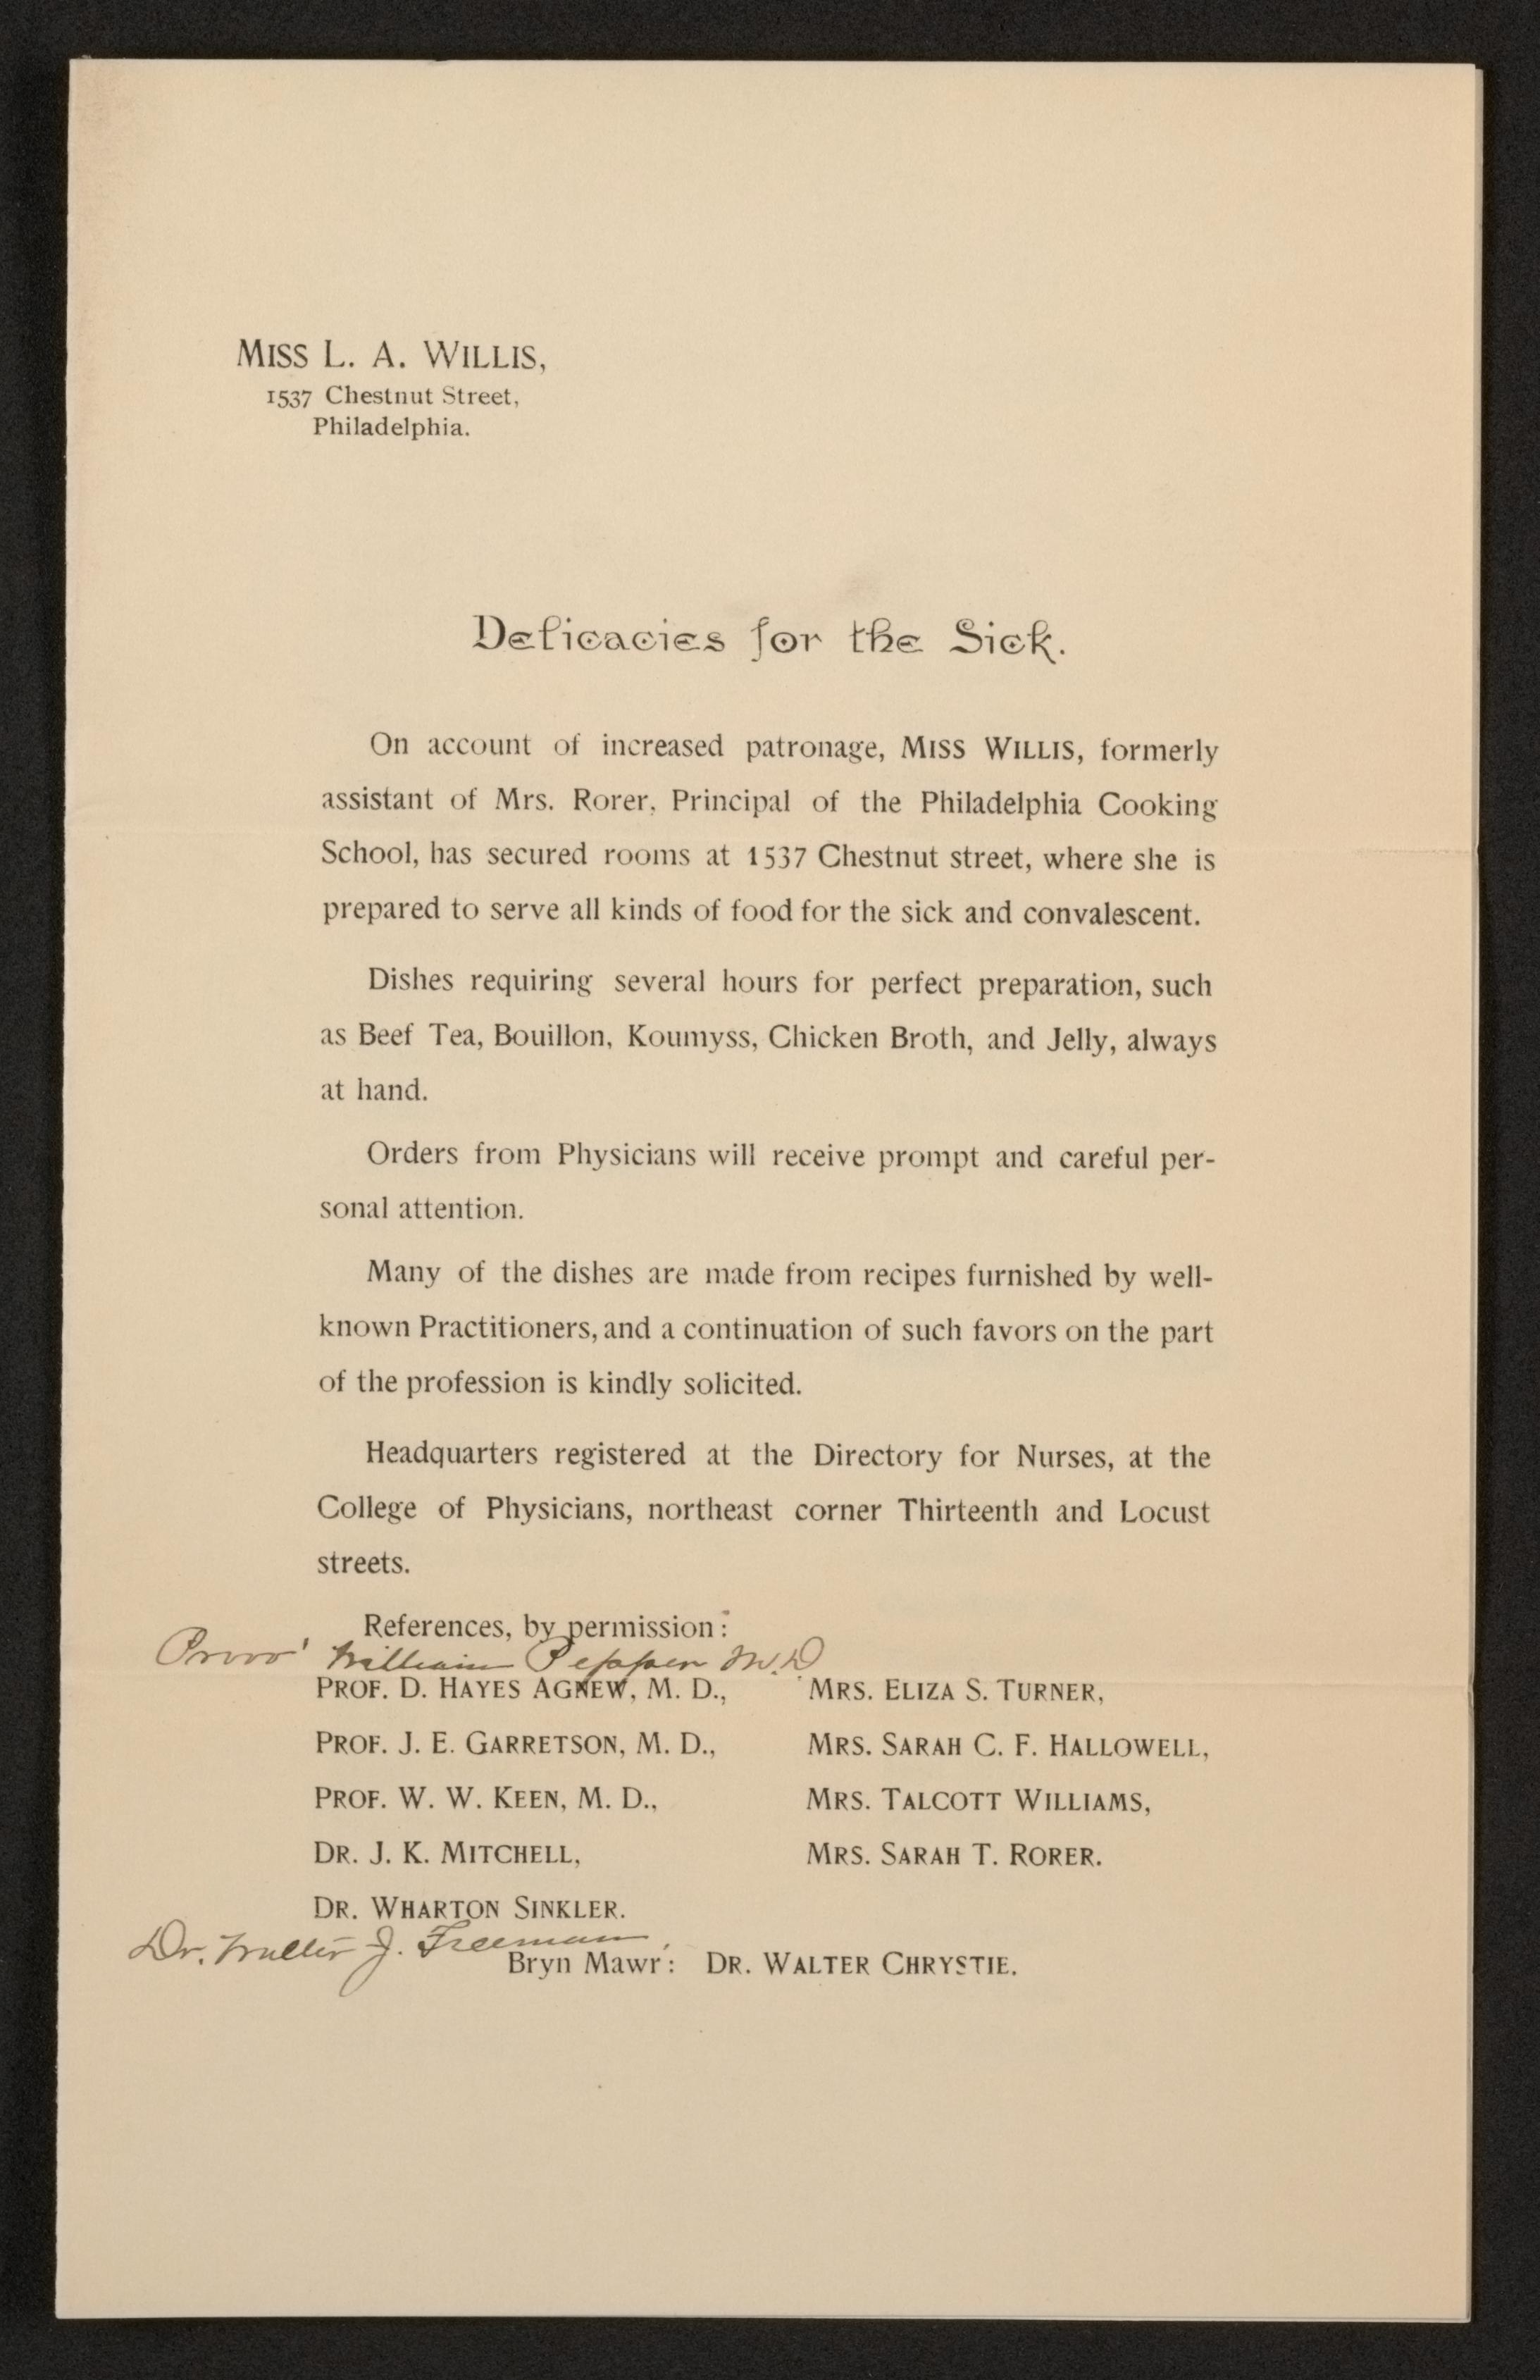 MISS L. A. WILLIS,
1537 Chestnut Street,
Philadelphia.
Delicacies for the Sick.
On account of increased patronage, MISS WILLIS, formerly
assistant of Mrs. Rorer, Principal of the Philadelphia Cooking
School, has secured rooms at 1537 Chestnut street, where she is
prepared to serve all kinds of food for the sick and convalescent.
Dishes requiring several hours for perfect preparation, such
as Beef Tea, Bouillon, Koumyss, Chicken Broth, and Jelly, always
at hand.
Orders from Physicians will receive prompt and careful per-
sonal attention.
Many of the dishes are made from recipes furnished by well-
known Practitioners, and a continuation of such favors on the part
of the profession is kindly solicited.
Headquarters registered at the Directory for Nurses, at the
College of Physicians, northeast corner Thirteenth and Locust
streets.
References, by permission:
Provo' William Pepper M.D
PROF. D. HAYES AGNEW, M. D., MRS. ELIZA S. TURNER,
PROF. J. E. GARRETSON, M. D., MRS. SARAH C. F. HALLOWELL,
PROF. W. W. KEEN, M. D., MRS. TALCOTT WILLIAMS,
DR. J. K. MITCHELL, MRS. SARAH T. RORER.
DR. WHARTON SINKLER.
Dr. Walter J. Freeman,
Bryn Mawr: DR. WALTER CHRYSTIE.